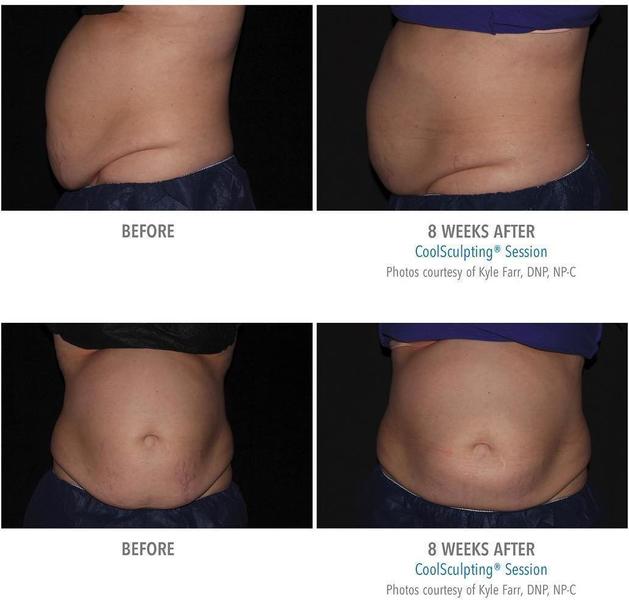 BEFORE
8 WEEKS AFTER
CoolSculpting® Session
Photos courtesy of Kyle Farr, DNP, NP-C
BEFORE
8 WEEKS AFTER
CoolSculpting® Session
Photos courtesy of Kyle Farr, DNP, NP-C